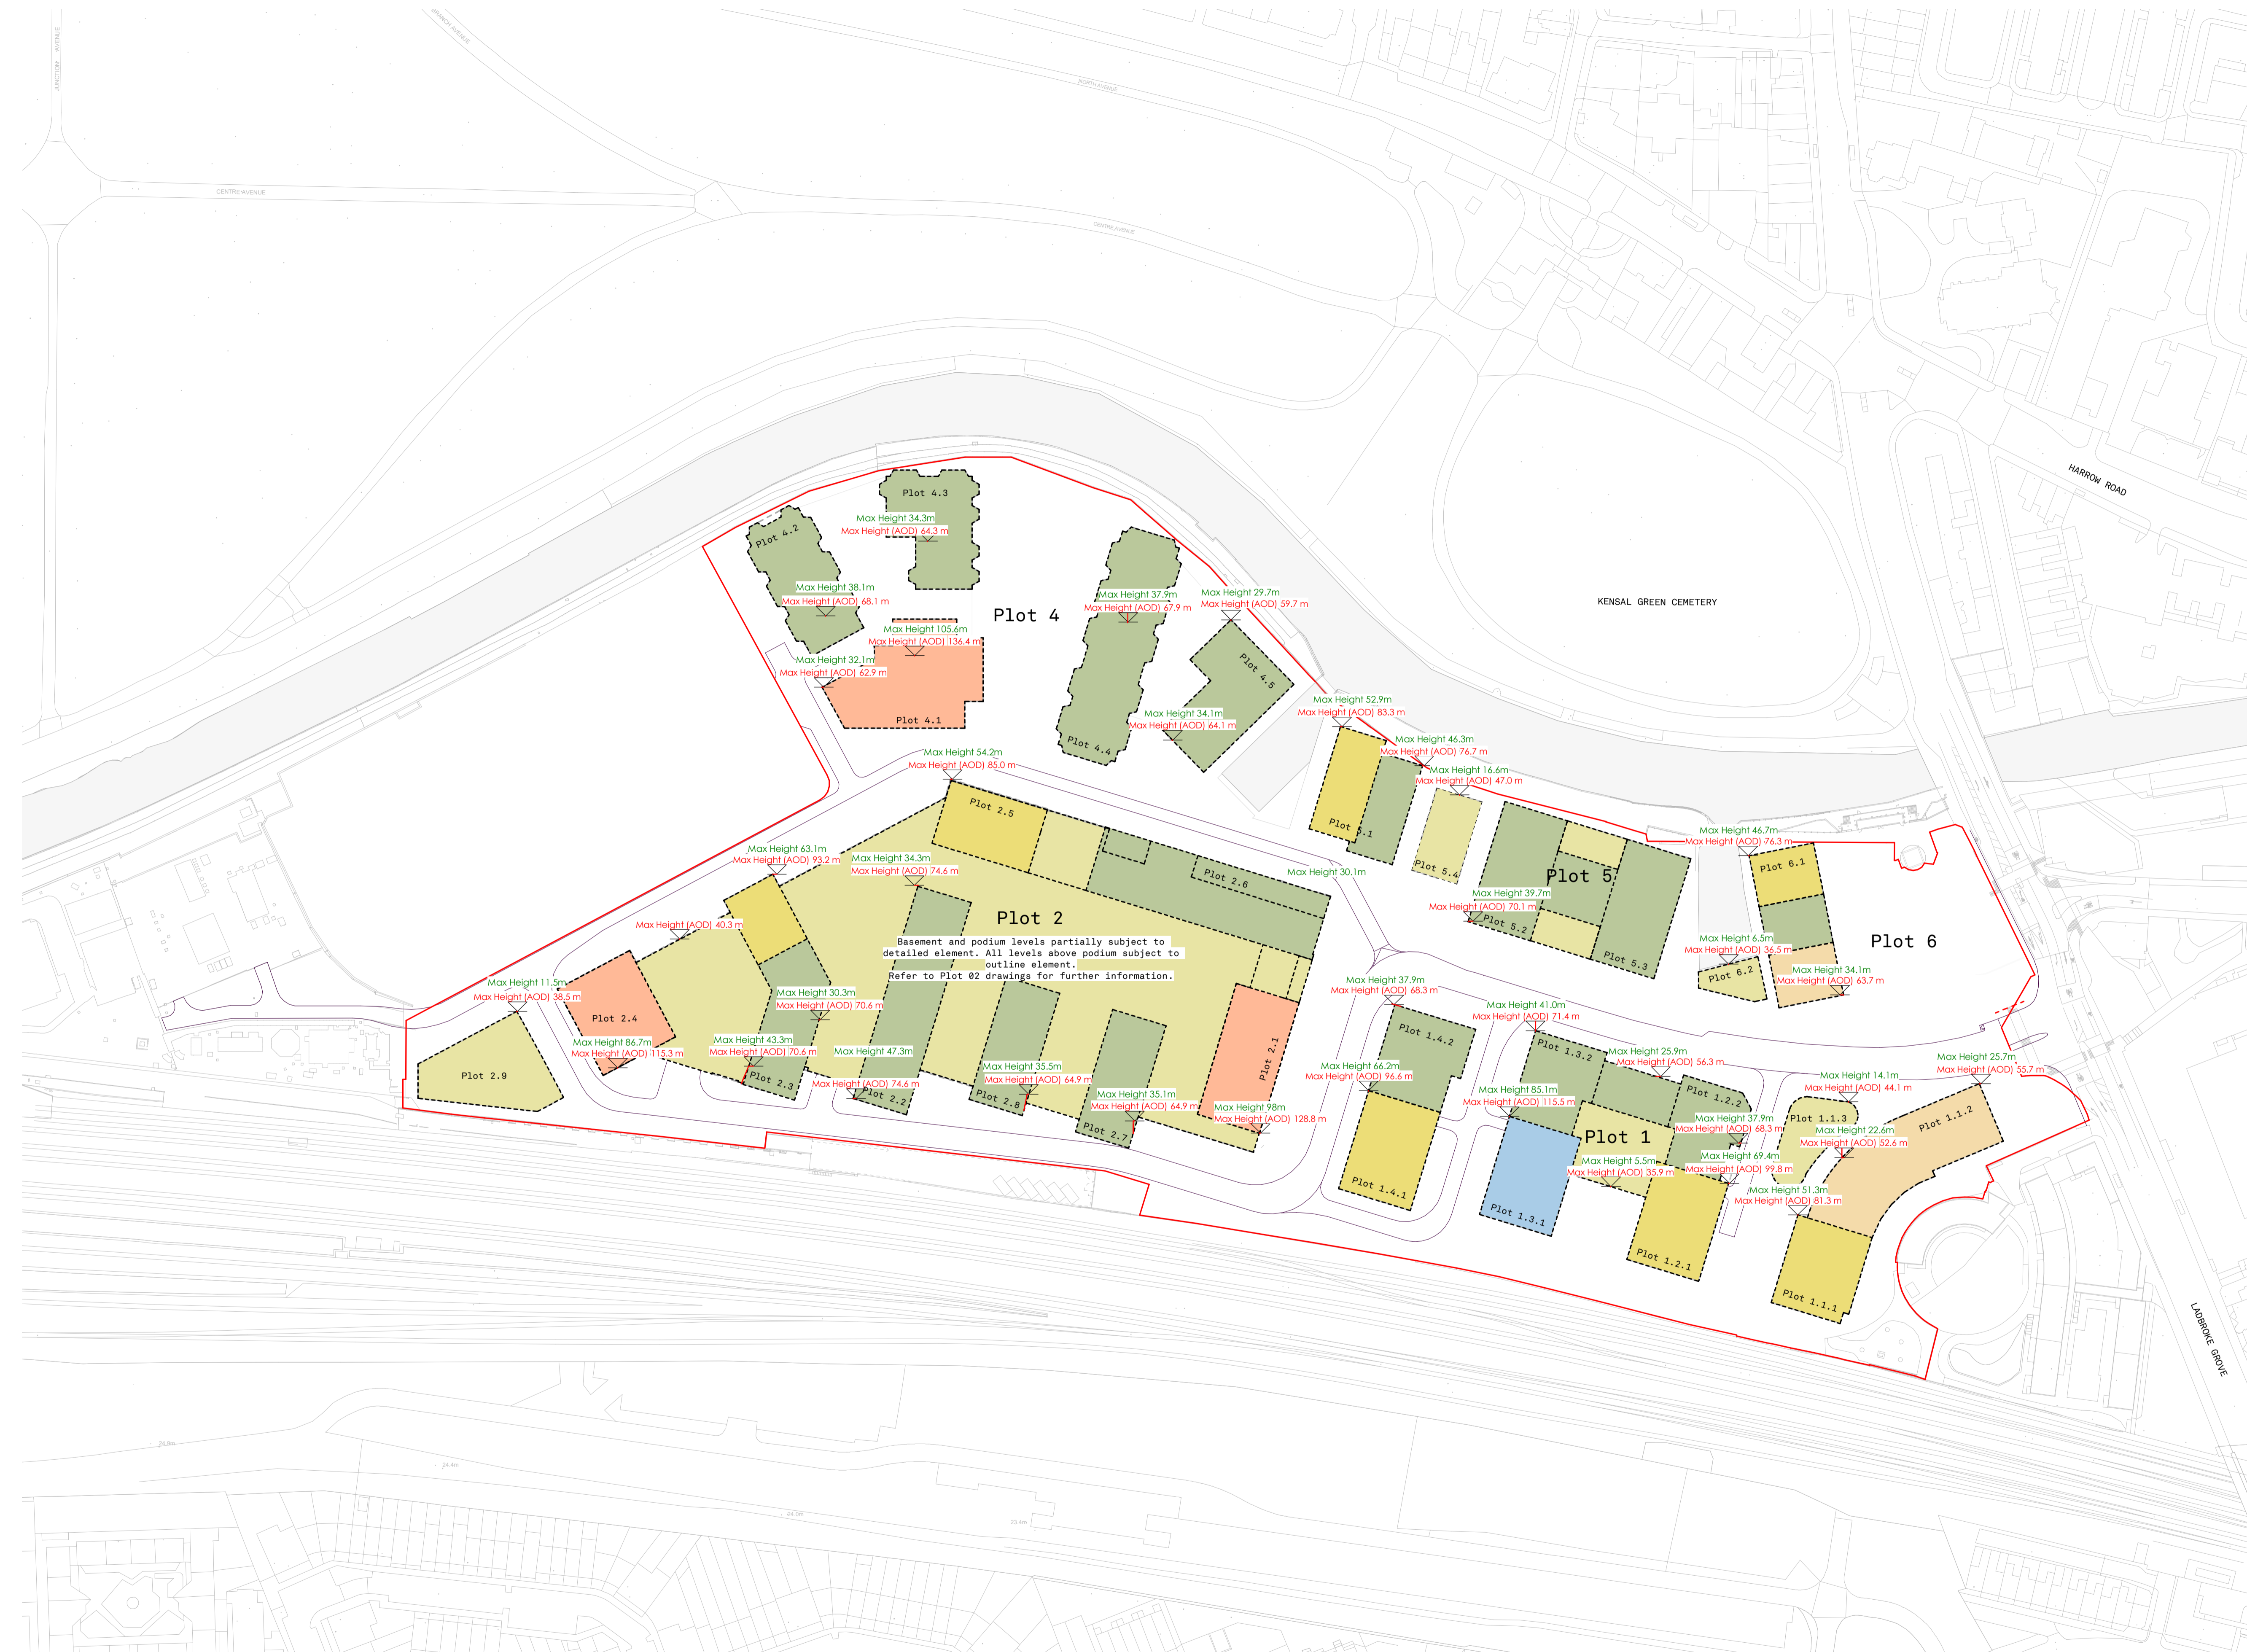 JUNCTION AVENUE
BRANCH AVENUE
NORTH AVENUE
CENTRE AVENUE
CENTRE AVENUE
HARROW ROAD
KENSAL GREEN CEMETERY
LADBROKE GROVE
Plot 4
Plot 4.3
Max Height 34.3m
Max Height (AOD) 64.3 m
Plot 4.2
Max Height 38.1m
Max Height (AOD) 68.1 m
Max Height 105.6m
Max Height (AOD) 136.4 m
Max Height 32.1m
Max Height (AOD) 62.9 m
Plot 4.1
Max Height 37.9m
Max Height (AOD) 67.9 m
Plot 4.4
Max Height 29.7m
Max Height (AOD) 59.7 m
Plot 4.5
Max Height 34.1m
Max Height (AOD) 64.1 m
Max Height 52.9m
Max Height (AOD) 83.3 m
Max Height 46.3m
Max Height (AOD) 76.7 m
Max Height 16.6m
Max Height (AOD) 47.0 m
Plot 5.1
Plot 5.4
Plot 5
Max Height 39.7m
Max Height (AOD) 70.1 m
Plot 5.2
Plot 5.3
Max Height 46.7m
Max Height (AOD) 76.3 m
Plot 6.1
Plot 6
Max Height 6.5m
Max Height (AOD) 36.5 m
Plot 6.2
Max Height 34.1m
Max Height (AOD) 63.7 m
Max Height 54.2m
Max Height (AOD) 85.0 m
Plot 2.5
Plot 2.6
Max Height 30.1m
Max Height 63.1m
Max Height (AOD) 93.2 m
Max Height 34.3m
Max Height (AOD) 74.6 m
Plot 2
Basement and podium levels partially subject to
detailed element. All levels above podium subject to
outline element.
Refer to Plot 02 drawings for further information.
Max Height (AOD) 40.3 m
Max Height 11.5m
Max Height (AOD) 38.5 m
Plot 2.9
Plot 2.4
Max Height 86.7m
Max Height (AOD) 115.3 m
Max Height 30.3m
Max Height (AOD) 70.6 m
Max Height 43.3m
Max Height (AOD) 70.6 m
Plot 2.3
Max Height 47.3m
Max Height (AOD) 74.6 m
Plot 2.2
Max Height 35.5m
Max Height (AOD) 64.9 m
Plot 2.8
Max Height 35.1m
Max Height (AOD) 64.9 m
Plot 2.7
Plot 2.1
Max Height 98m
Max Height (AOD) 128.8 m
Max Height 37.9m
Max Height (AOD) 68.3 m
Plot 1.4.2
Max Height 66.2m
Max Height (AOD) 96.6 m
Plot 1.4.1
Max Height 41.0m
Max Height (AOD) 71.4 m
Plot 1.3.2
Max Height 85.1m
Max Height (AOD) 115.5 m
Plot 1.3.1
Max Height 25.9m
Max Height (AOD) 56.3 m
Plot 1.2.2
Plot 1
Max Height 37.9m
Max Height (AOD) 68.3 m
Max Height 5.5m
Max Height (AOD) 35.9 m
Max Height 69.4m
Max Height (AOD) 99.8 m
Plot 1.2.1
Max Height 14.1m
Max Height (AOD) 44.1 m
Plot 1.1.3
Max Height 25.7m
Max Height (AOD) 55.7 m
Plot 1.1.2
Max Height 22.6m
Max Height (AOD) 52.6 m
Max Height 51.3m
Max Height (AOD) 81.3 m
Plot 1.1.1
24.4m
23.4m